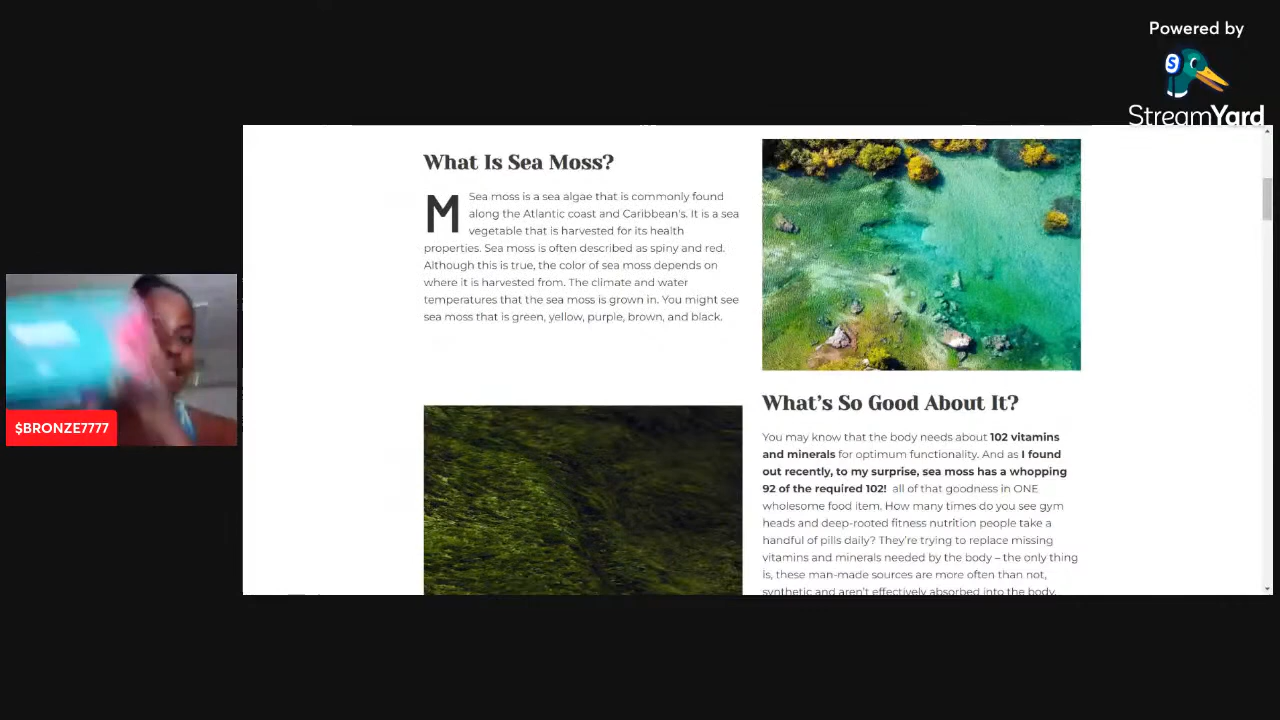 Powered by
S
StreamYard
What Is Sea Moss?
M
Sea moss is a sea algae that is commonly found
along the Atlantic coast and Caribbean's. It is a sea
vegetable that is harvested for its health
properties. Sea moss is often described as spiny and red.
Although this is true, the color of sea moss depends on
where it is harvested from. The climate and water
temperatures that the sea moss is grown in. You might see
sea moss that is green, yellow, purple, brown, and black.
What's So Good About It?
You may know that the body needs about 102 vitamins
and minerals for optimum functionality. And as I found
out recently, to my surprise, sea moss has a whopping
92 of the required 102! all of that goodness in ONE
wholesome food item. How many times do you see gym
heads and deep-rooted fitness nutrition people take a
handful of pills daily? They're trying to replace missing
vitamins and minerals needed by the body – the only thing
is, these man-made sources are more often than not,
synthetic and aren't effectively absorbed into the body.
$BRONZE7777